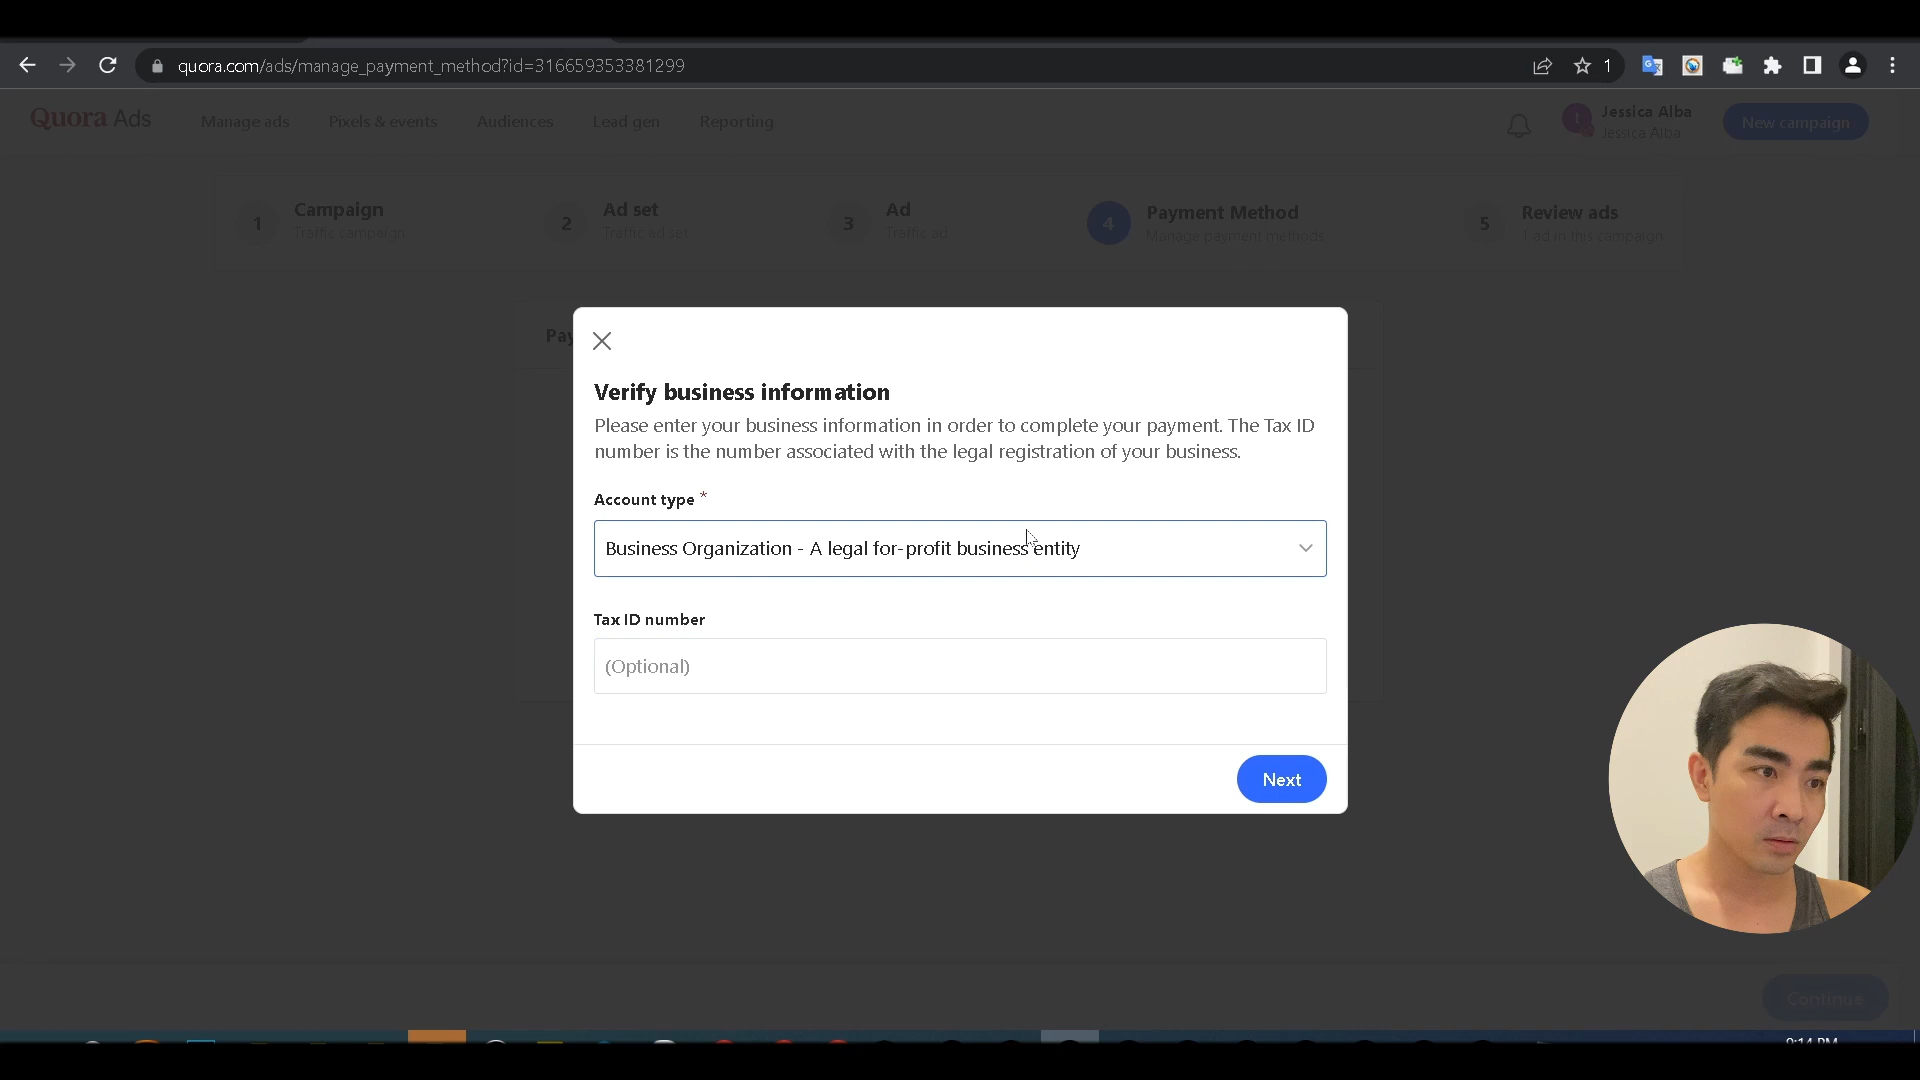 quora.com/ads/manage_payment_method?id=316659353381299
1
Quora Ads
Manage ads
Pixels & events
Audiences
Lead gen
Reporting
Jessica Alba
Jessica Alba
New campaign
1
Campaign
Traffic campaign
2
Ad set
Traffic ad set
3
Ad
Traffic ad
4
Payment Method
Manage payment methods
5
Review ads
1 ad in this campaign
Pay
Verify business information
Please enter your business information in order to complete your payment. The Tax ID
number is the number associated with the legal registration of your business.
Account type *
Business Organization - A legal for-profit business entity
Tax ID number
(Optional)
Next
Continue
9:14 PM